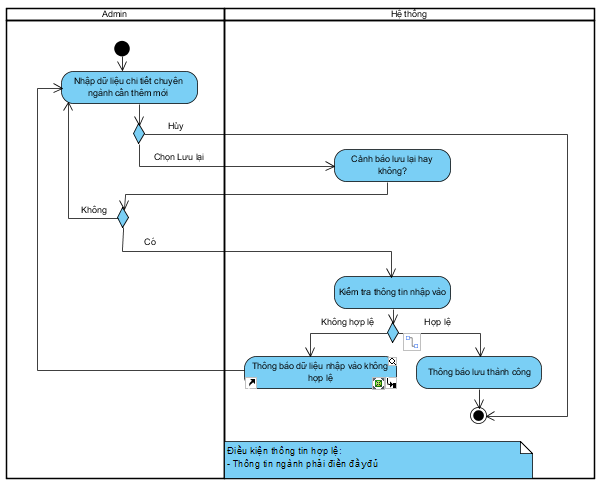 Admin
Hệ thống
Nhập dữ liệu chi tiết chuyên
ngành cần thêm mới
Hủy
Chọn Lưu lại
Cảnh báo lưu lại hay
không?
Không
Có
Kiểm tra thông tin nhập vào
Không hợp lệ
Hợp lệ
Thông báo dữ liệu nhập vào không
hợp lệ
Thông báo lưu thành công
Điều kiện thông tin hợp lệ:
- Thông tin ngành phải điền đầyđủ